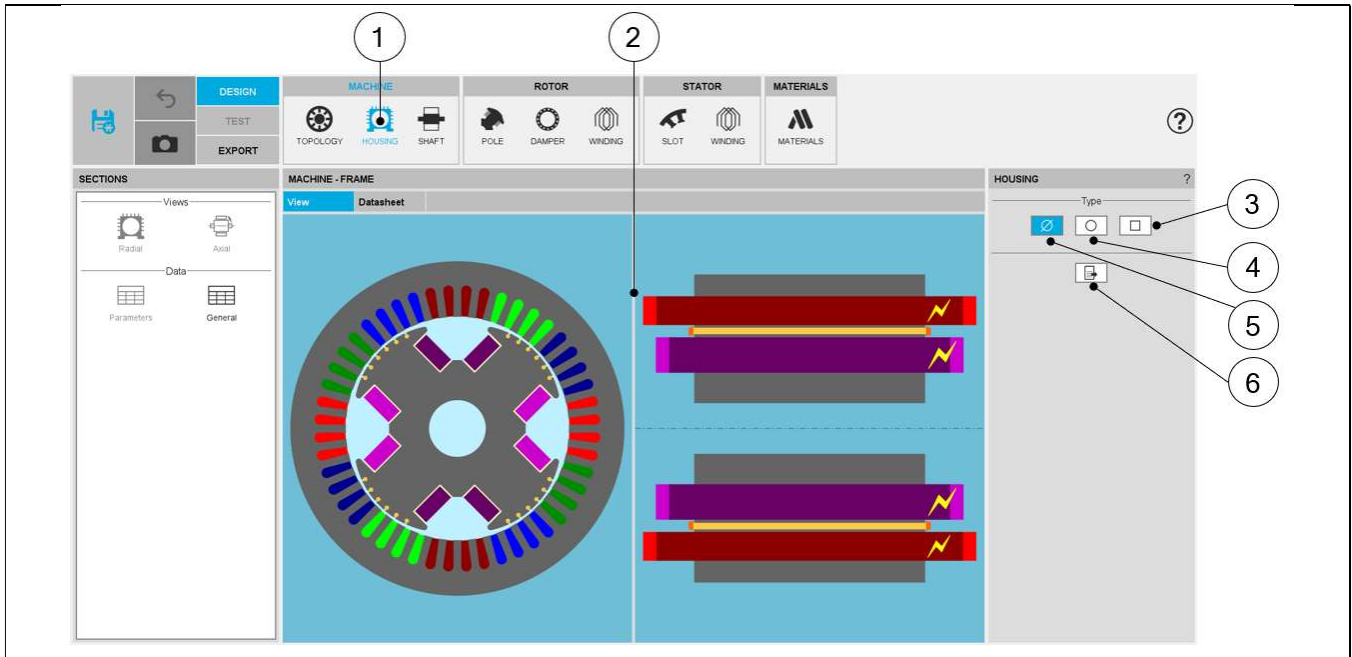 1
2
DESIGN
TEST
EXPORT
MACHINE
ROTOR
STATOR
MATERIALS
TOPOLOGY
HOUSING
SHAFT
POLE
DAMPER
WINDING
SLOT
WINDING
MATERIALS
?
SECTIONS
Views
Radial
Axial
Data
Parameters
General
MACHINE - FRAME
View
Datasheet
HOUSING
?
Type
3
4
5
6